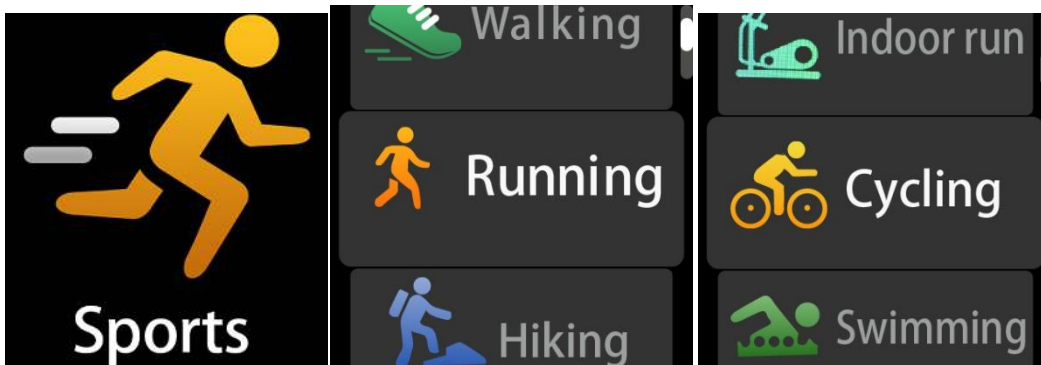 Sports
Walking
Running
Hiking
Indoor run
Cycling
Swimming